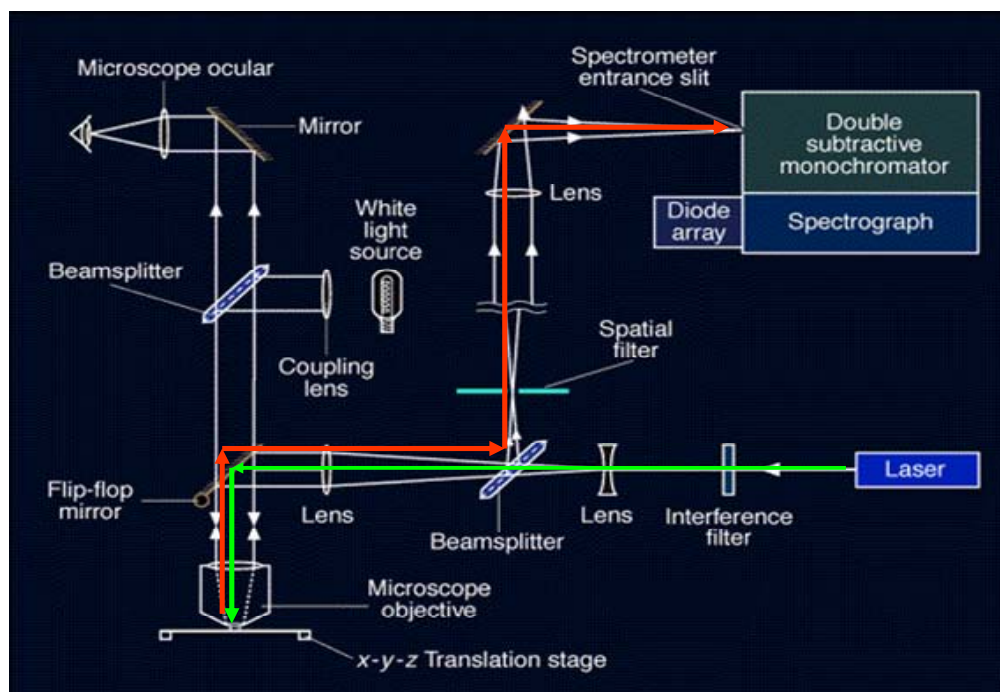 Microscope ocular
Mirror
Spectrometer
entrance slit
Double
subtractive
monochromator
Diode
array
Spectrograph
Lens
White
light
source
Beamsplitter
Coupling
lens
Spatial
filter
Flip-flop
mirror
Lens
Beamsplitter
Lens
Interference
filter
Laser
Microscope
objective
x-y-z Translation stage